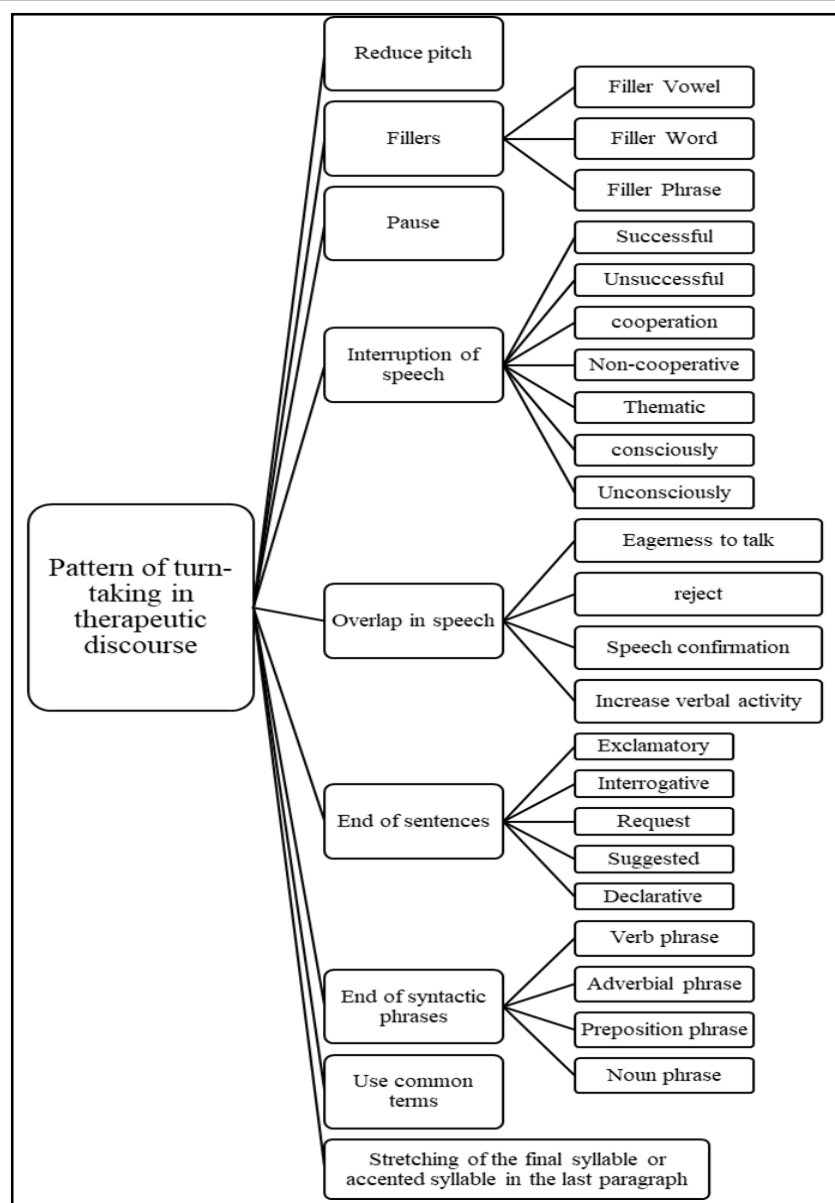 Pattern of turn-
taking in
therapeutic
discourse
Reduce pitch
Fillers
Filler Vowel
Filler Word
Filler Phrase
Pause
Interruption of
speech
Successful
Unsuccessful
cooperation
Non-cooperative
Thematic
consciously
Unconsciously
Overlap in speech
Eagerness to talk
reject
Speech confirmation
Increase verbal activity
End of sentences
Exclamatory
Interrogative
Request
Suggested
Declarative
End of syntactic
phrases
Verb phrase
Adverbial phrase
Preposition phrase
Noun phrase
Use common
terms
Stretching of the final syllable or
accented syllable in the last paragraph